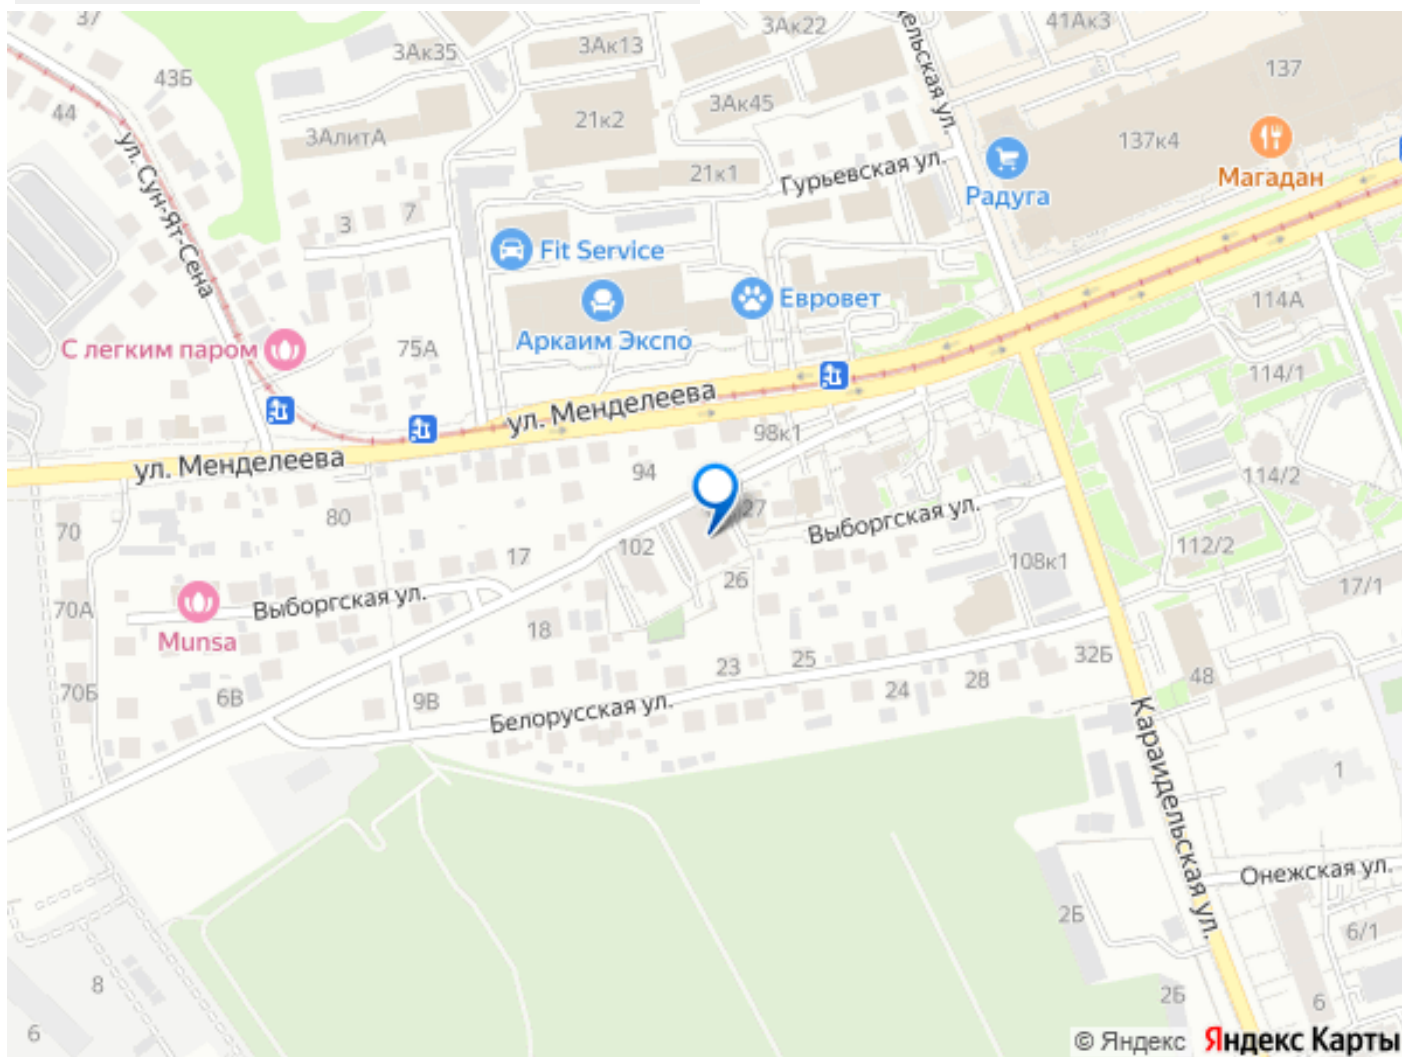 37
3Ак35
3Ак13
3Ак22
41Ак3
43Б
44
3АлитА
21к2
3Ак45
дельская ул.
137
137к4
Магадан
ул. Сун-Ят-Сена
21к1
Гурьевская ул.
Радуга
3
7
Fit Service
Евровет
114А
Аркаим Экспо
С легким паром
75А
114/1
ул. Менделеева
98к1
ул. Менделеева
94
114/2
70
80
27
Выборгская ул.
102
17
26
108к1
112/2
17/1
70А
Выборгская ул.
Munsa
18
23
25
32Б
70Б
6В
9В
24
28
48
Белорусская ул.
Караидельская ул.
1
Онежская ул.
2Б
6/1
8
2Б
6
6
© Яндекс Яндекс Карты